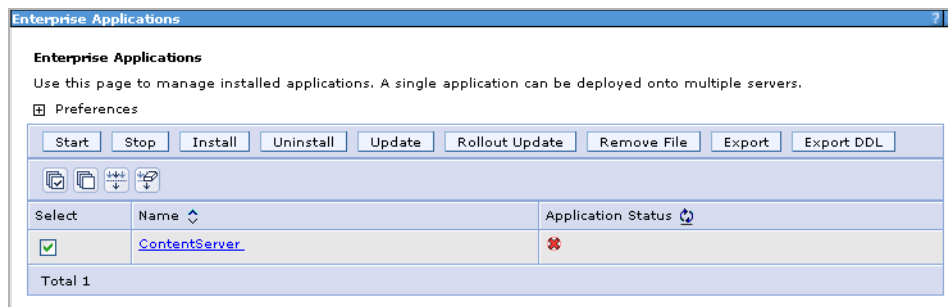 Enterprise Applications ?
Enterprise Applications
Use this page to manage installed applications. A single application can be deployed onto multiple servers.
Preferences
Start Stop Install Uninstall Update Rollout Update Remove File Export Export DDL
Select Name Application Status
ContentServer
Total 1